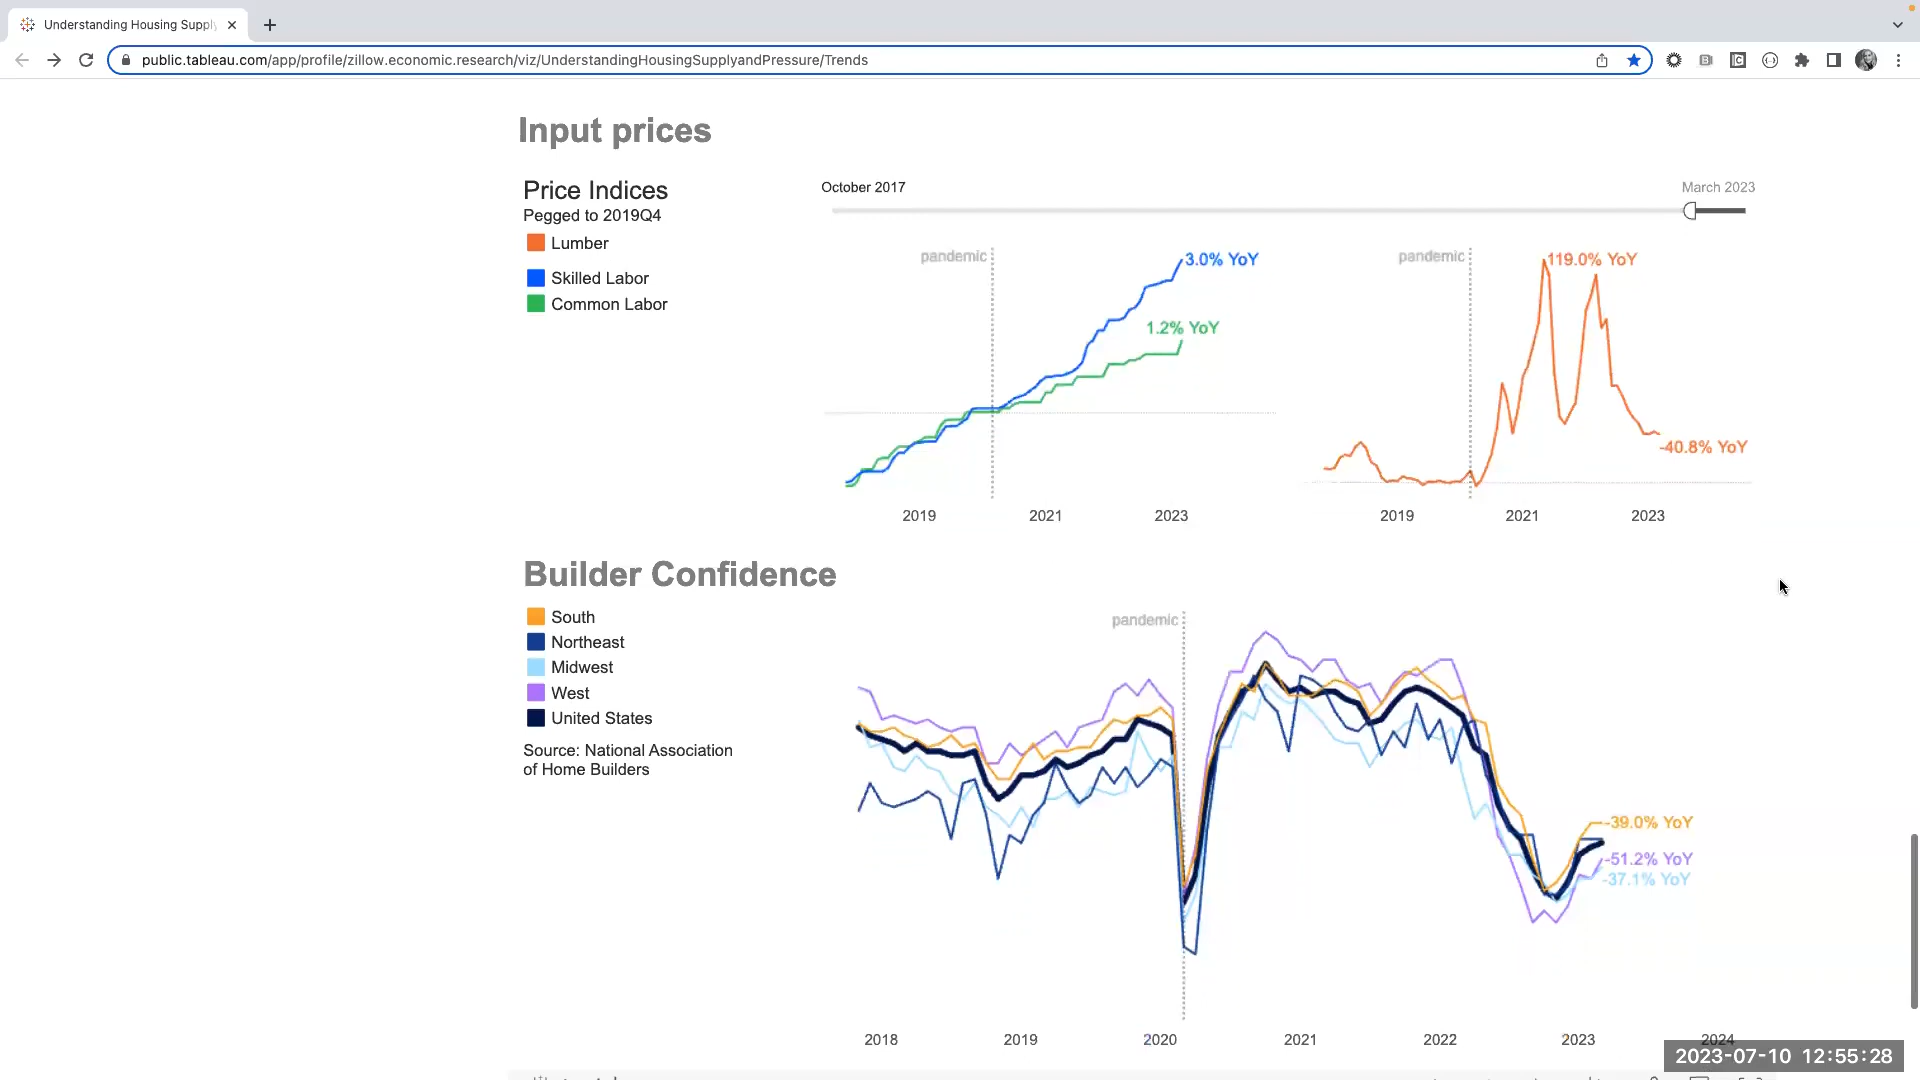 Understanding Housing Suppl
public.tableau.com/app/profile/zillow.economic.research/viz/UnderstandingHousingSupplyandPressure/Trends
Input prices
Price Indices
Pegged to 2019Q4
Lumber
Skilled Labor
Common Labor
October 2017
March 2023
pandemic
3.0% YoY
1.2% YoY
2019
2021
2023
pandemic
119.0% YoY
-40.8% YoY
2019
2021
2023
Builder Confidence
South
Northeast
Midwest
West
United States
Source: National Association
of Home Builders
pandemic
-39.0% YoY
-51.2% YoY
-37.1% YoY
2018
2019
2020
2021
2022
2023
2024
2023-07-10 12:55:28